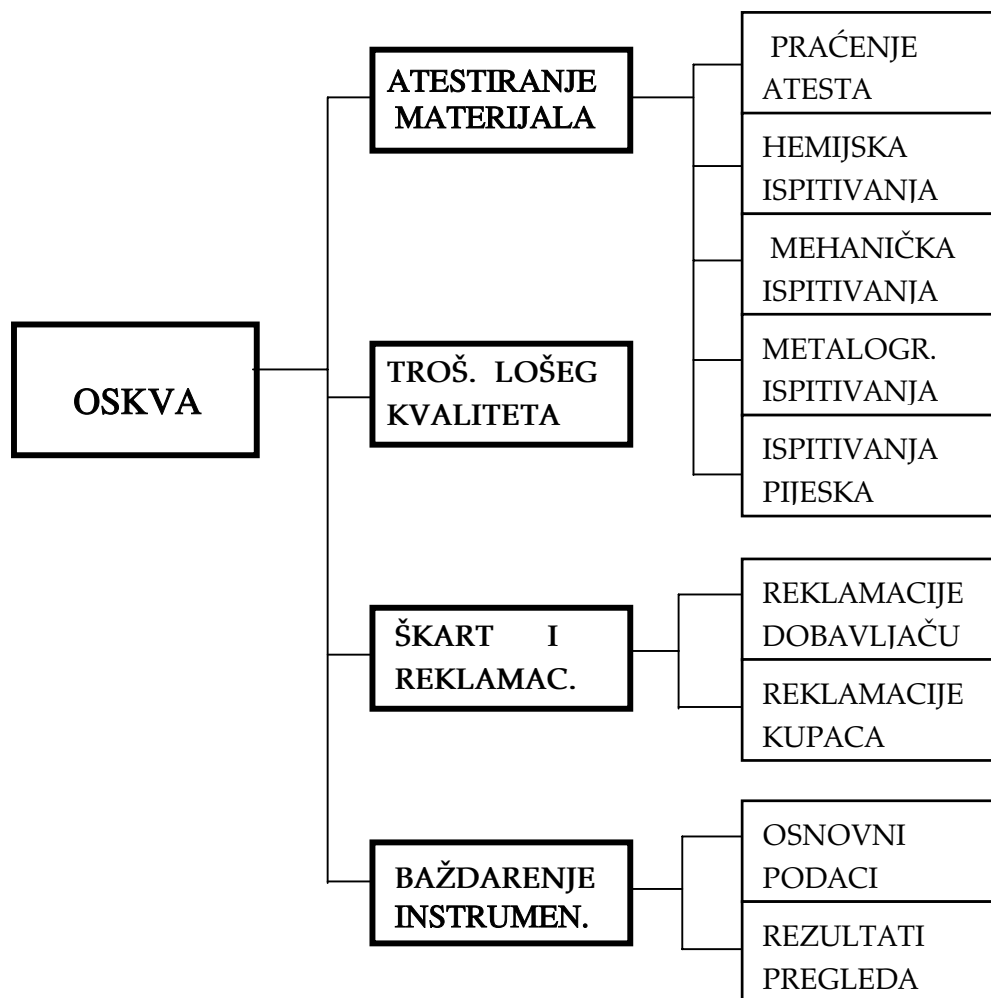 OSKVA
ATESTIRANJE
MATERIJALA
PRAĆENJE
ATESTA
HEMIJSKA
ISPITIVANJA
MEHANIČKA
ISPITIVANJA
METALOGR.
ISPITIVANJA
ISPITIVANJA
PIJESKA
TROŠ. LOŠEG
KVALITETA
ŠKART I
REKLAMAC.
REKLAMACIJE
DOBAVLJAČU
REKLAMACIJE
KUPACA
BAŽDARENJE
INSTRUMEN.
OSNOVNI
PODACI
REZULTATI
PREGLEDA